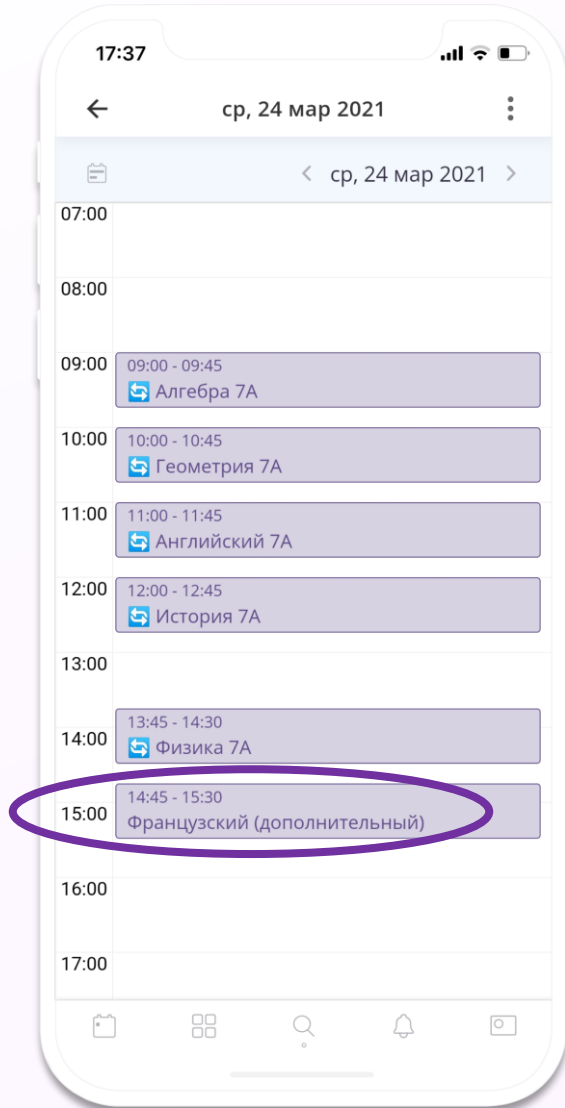 17:37
ср, 24 мар 2021
ср, 24 мар 2021
07:00
08:00
09:00
09:00 - 09:45
Алгебра 7А
10:00
10:00 - 10:45
Геометрия 7А
11:00
11:00 - 11:45
Английский 7А
12:00
12:00 - 12:45
История 7А
13:00
13:45 - 14:30
14:00
Физика 7А
14:45 - 15:30
15:00
Французский (дополнительный)
16:00
17:00